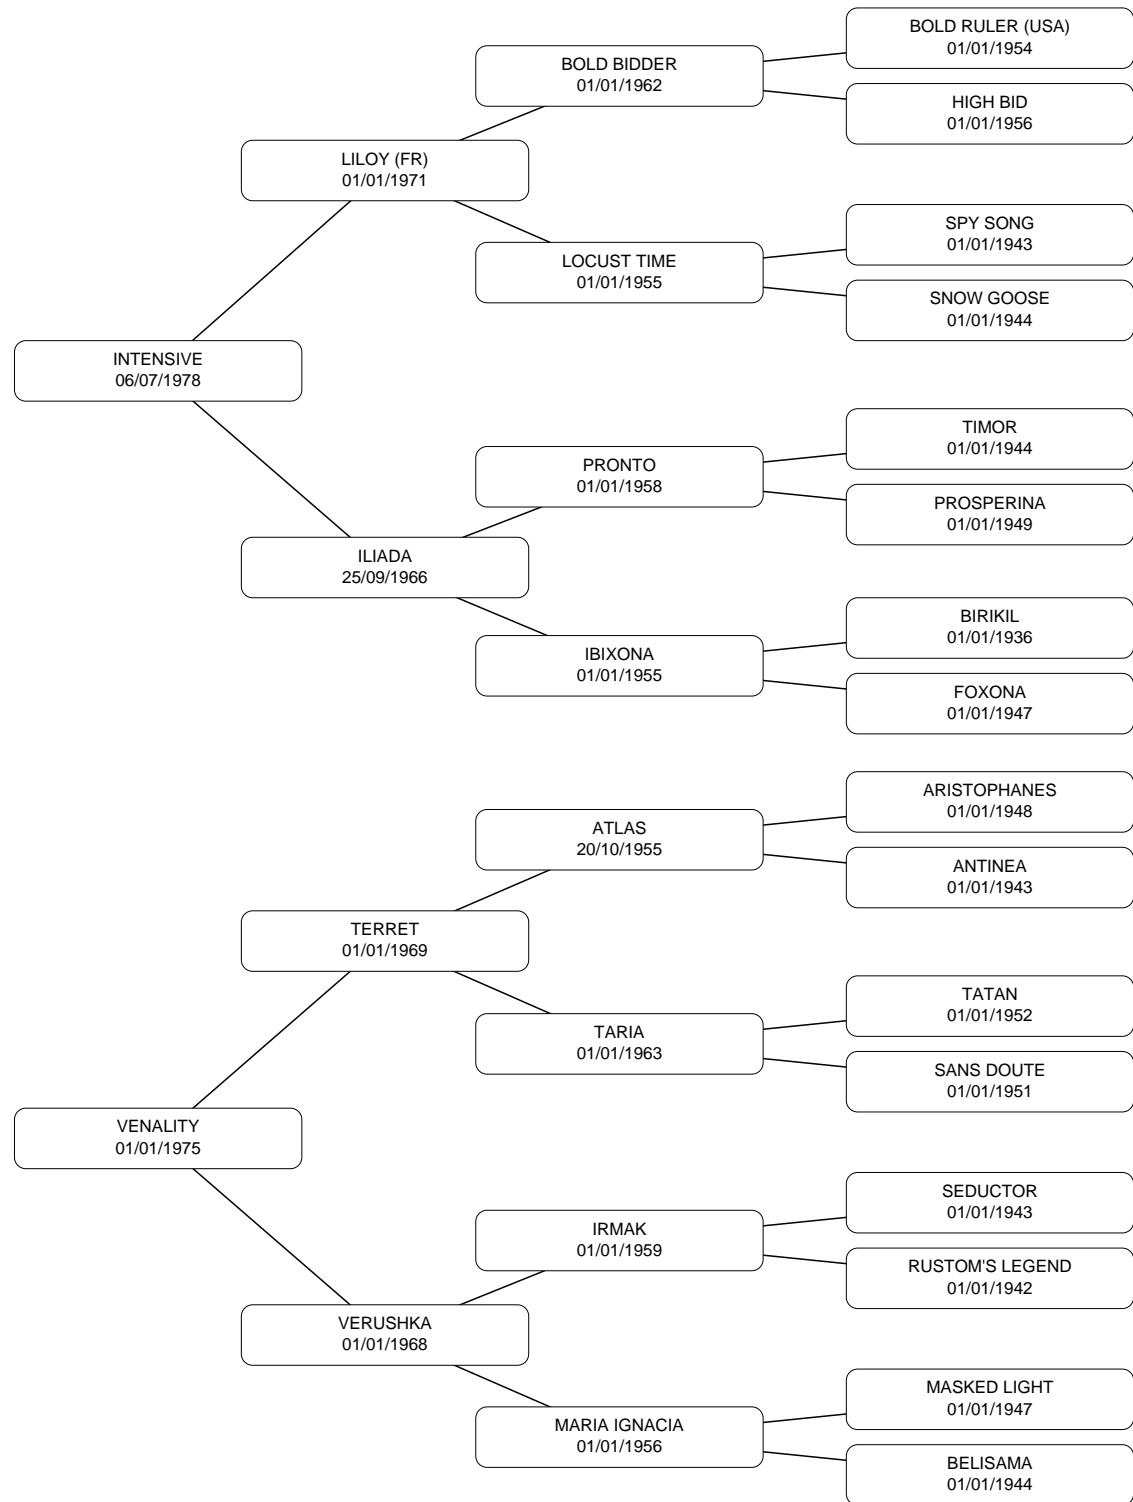 BOLD RULER (USA)
01/01/1954
BOLD BIDDER
01/01/1962
HIGH BID
01/01/1956
LILOY (FR)
01/01/1971
SPY SONG
01/01/1943
LOCUST TIME
01/01/1955
SNOW GOOSE
01/01/1944
INTENSIVE
06/07/1978
TIMOR
01/01/1944
PRONTO
01/01/1958
PROSPERINA
01/01/1949
ILIADA
25/09/1966
BIRIKIL
01/01/1936
IBIXONA
01/01/1955
FOXONA
01/01/1947
ARISTOPHANES
01/01/1948
ATLAS
20/10/1955
ANTINEA
01/01/1943
TERRET
01/01/1969
TATAN
01/01/1952
TARIA
01/01/1963
SANS DOUTE
01/01/1951
VENALITY
01/01/1975
SEDUCTOR
01/01/1943
IRMAK
01/01/1959
RUSTOM'S LEGEND
01/01/1942
VERUSHKA
01/01/1968
MASKED LIGHT
01/01/1947
MARIA IGNACIA
01/01/1956
BELISAMA
01/01/1944